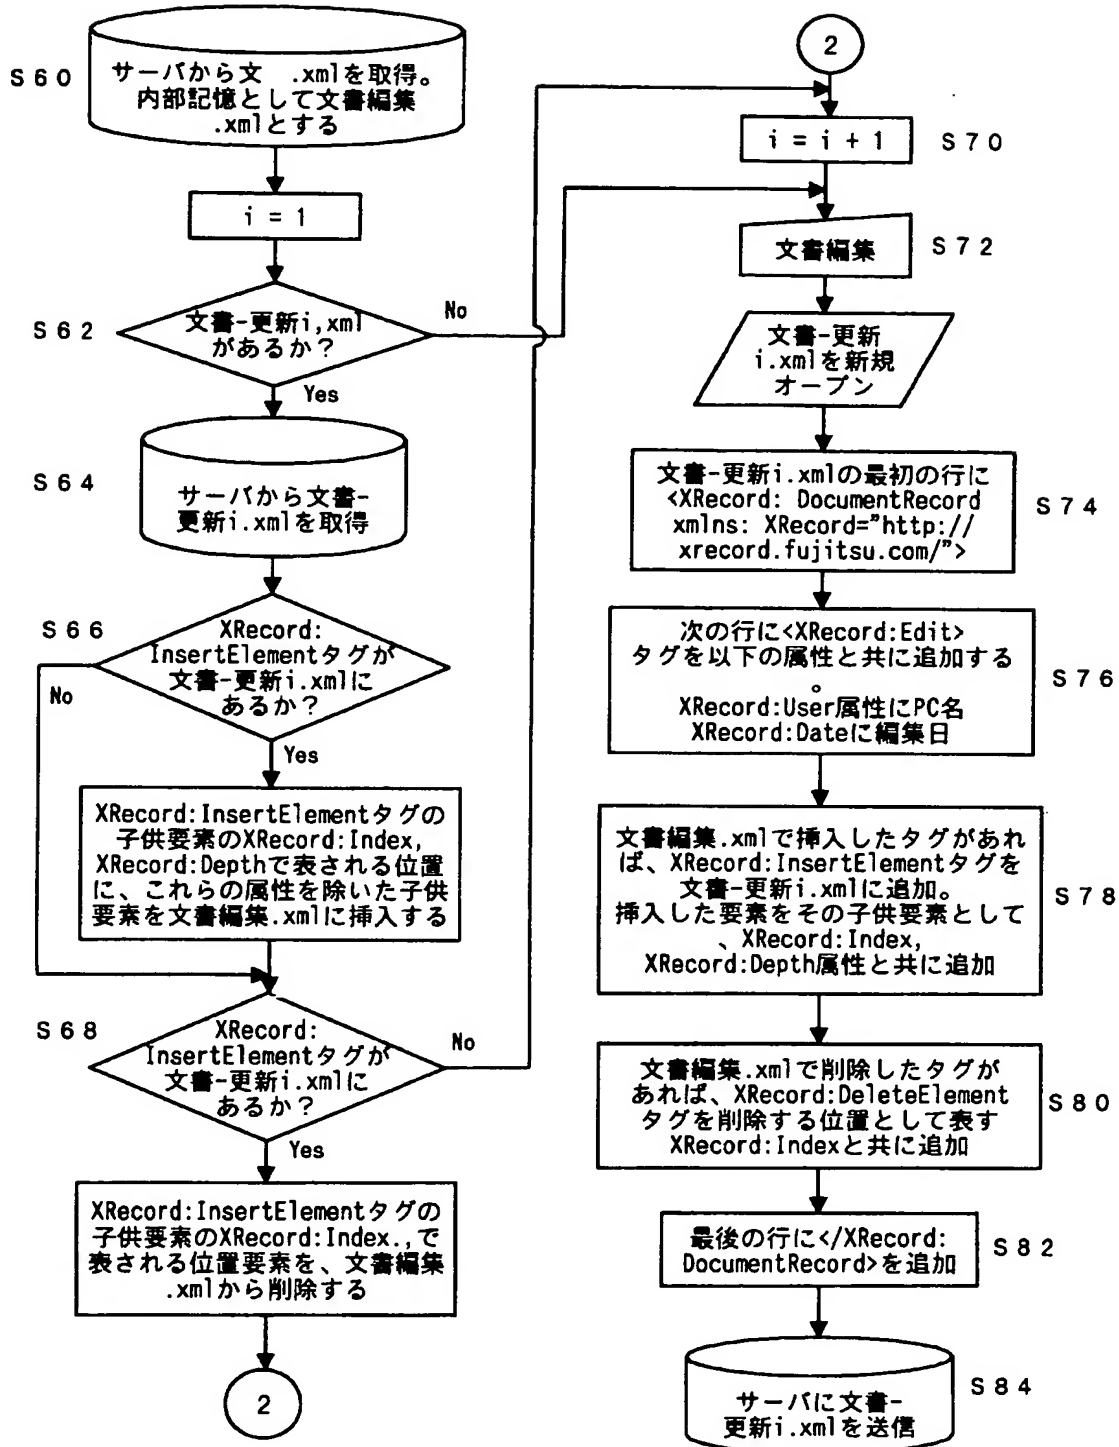 S60
サーバから文 .xmlを取得。
内部記憶として文書編集
.xmlとする
i = 1
S62
文書-更新i,xml
があるか?
No
Yes
S64
サーバから文書-
更新i.xmlを取得
S66
XRecord:
InsertElementタグが
文書-更新i.xmlに
あるか?
No
Yes
XRecord:InsertElementタグの
子供要素のXRecord:Index,
XRecord:Depthで表される位置
に、これらの属性を除いた子供
要素を文書編集.xmlに挿入する
S68
XRecord:
InsertElementタグが
文書-更新i.xmlに
あるか?
No
Yes
XRecord:InsertElementタグの
子供要素のXRecord:Index.,で
表される位置要素を、文書編集
.xmlから削除する
2
2
i = i + 1
S70
文書編集
S72
文書-更新
i.xmlを新規
オープン
文書-更新i.xmlの最初の行に
<XRecord: DocumentRecord
xmlns: XRecord="http://
xrecord.fujitsu.com/">
S74
次の行に<XRecord:Edit>
タグを以下の属性と共に追加する
。
XRecord:User属性にPC名
XRecord:Dateに編集日
S76
文書編集.xmlで挿入したタグがあれ
ば、XRecord:InsertElementタグを
文書-更新i.xmlに追加。
挿入した要素をその子供要素として
、XRecord:Index,
XRecord:Depth属性と共に追加
S78
文書編集.xmlで削除したタグが
あれば、XRecord:DeleteElement
タグを削除する位置として表す
XRecord:Indexと共に追加
S80
最後の行に</XRecord:
DocumentRecord>を追加
S82
サーバに文書-
更新i.xmlを送信
S84